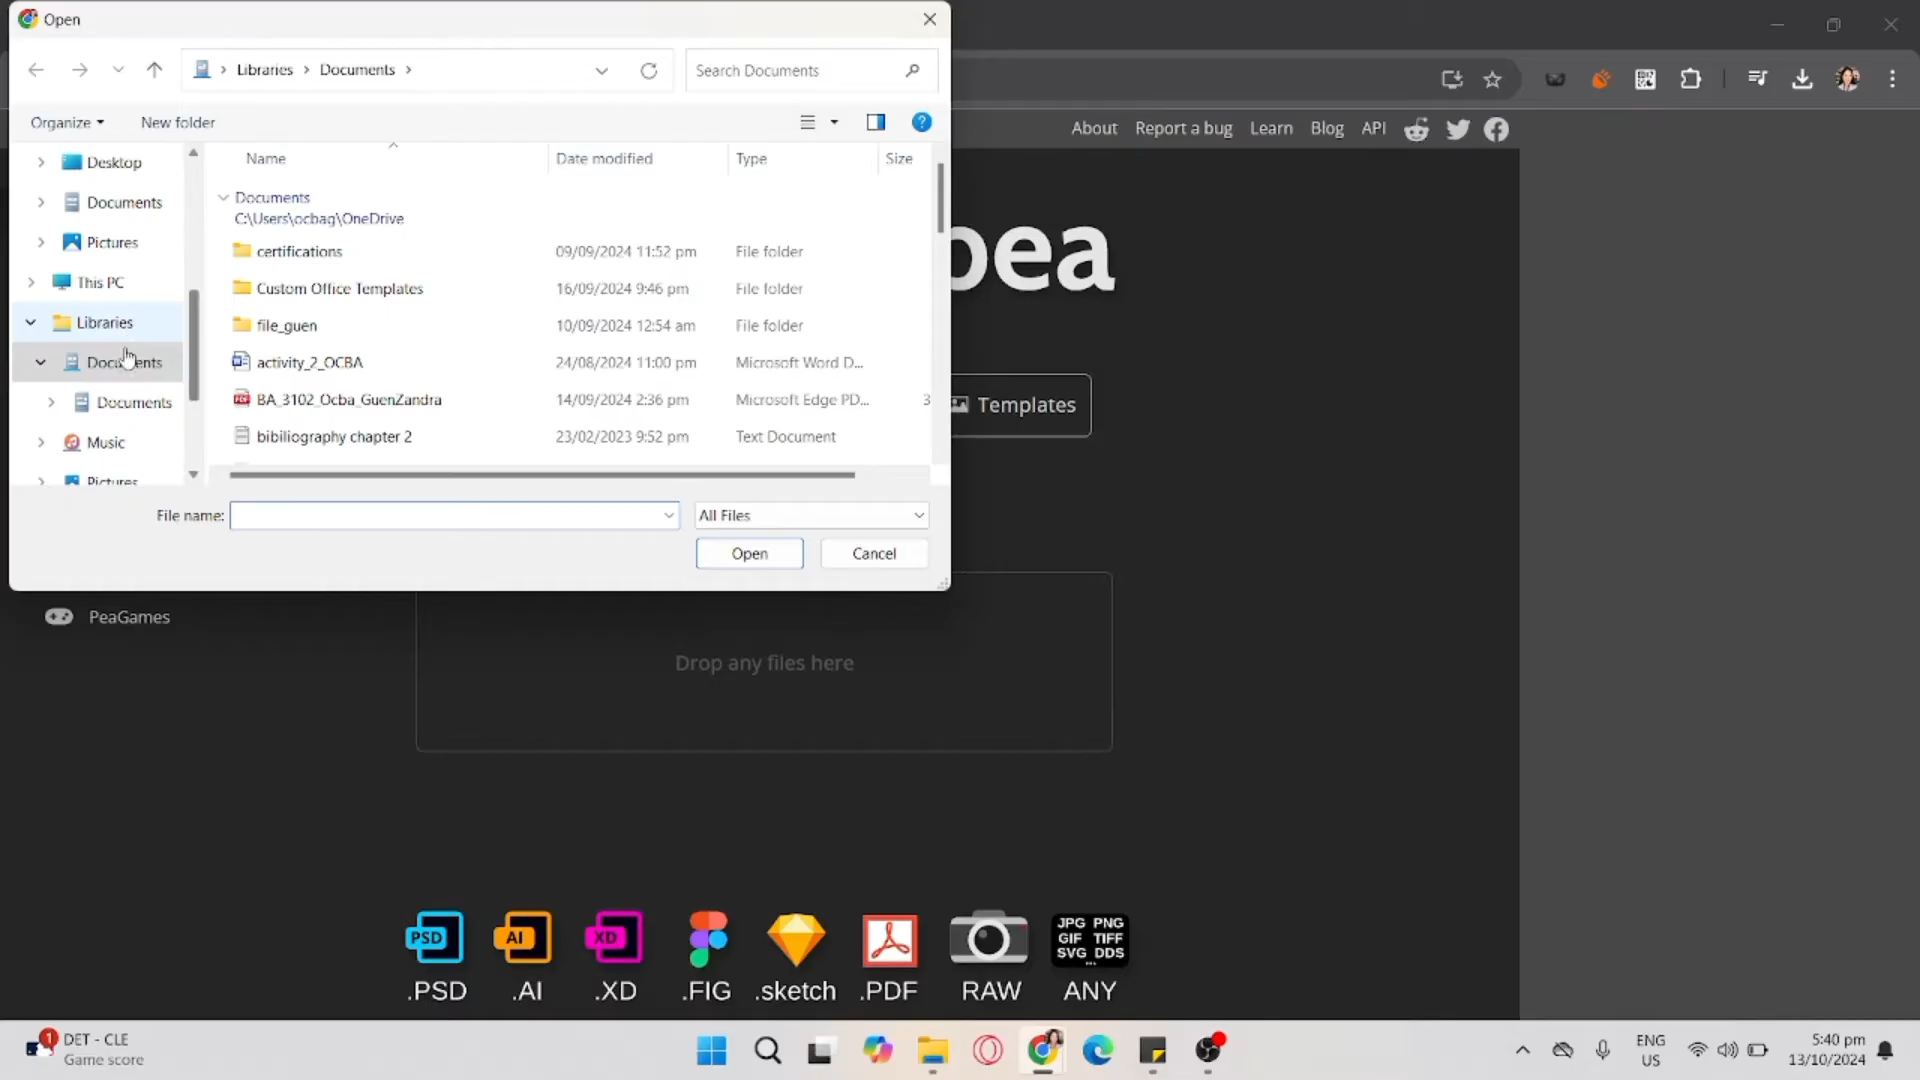 Open
Libraries
Documents
Search Documents
Organize
New folder
Desktop
Documents
Pictures
This PC
Libraries
Documents
Documents
Music
Pictures
Name
Date modified
Type
Size
Documents
C:\Users\ocbag\OneDrive
certifications 09/09/2024 11:52 pm File folder
Custom Office Templates 16/09/2024 9:46 pm File folder
file_guen 10/09/2024 12:54 am File folder
activity_2_OCBA 24/08/2024 11:00 pm Microsoft Word D...
BA_3102_Ocba_GuenZandra 14/09/2024 2:36 pm Microsoft Edge PD... 3
bibiliography chapter 2 23/02/2023 9:52 pm Text Document
File name:
All Files
Open
Cancel
About Report a bug Learn Blog API
pea
Templates
PeaGames
Drop any files here
PSD
AI
XD
JPG PNG
GIF TIFF
SVG DDS
...
.PSD .AI .XD .FIG .sketch .PDF RAW ANY
1
DET - CLE
Game score
ENG
US
5:40 pm
13/10/2024